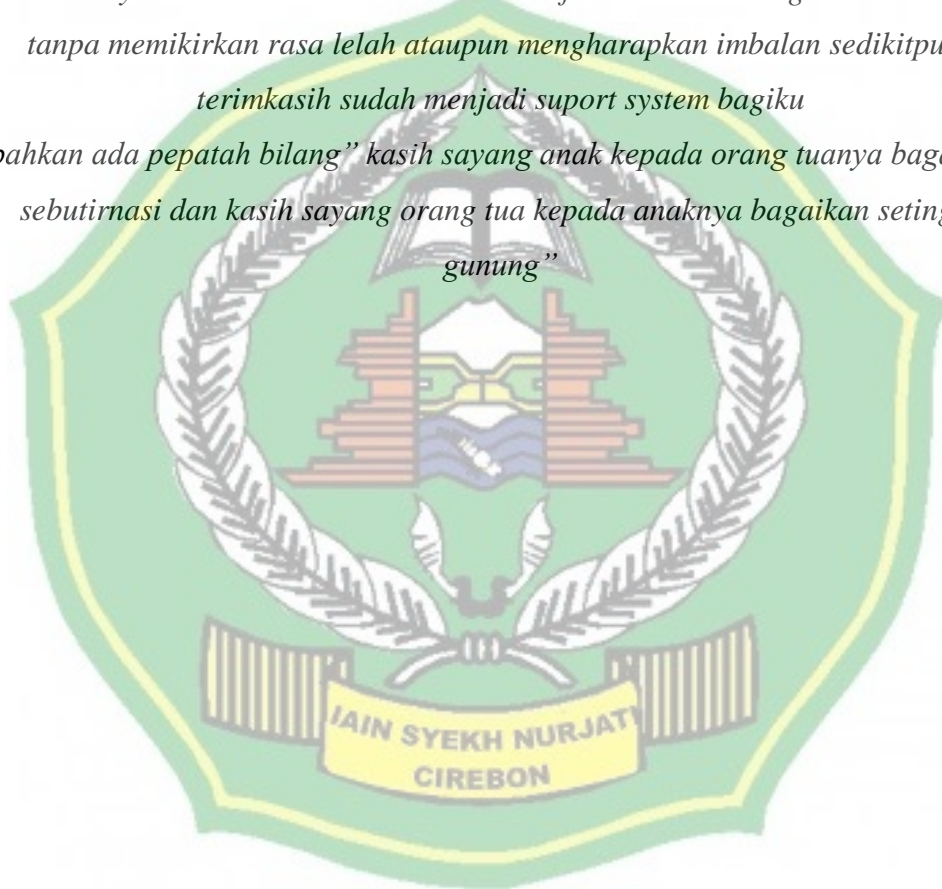 tanpa memikirkan rasa lelah ataupun mengharapkan imbalan sedikitpu
terimkasih sudah menjadi suport system bagiku
bahkan ada pepatah bilang” kasih sayang anak kepada orang tuanya baga
sebutirnasi dan kasih sayang orang tua kepada anaknya bagaikan seting
gunung”
IAIN SYEKH NURJATI
CIREBON